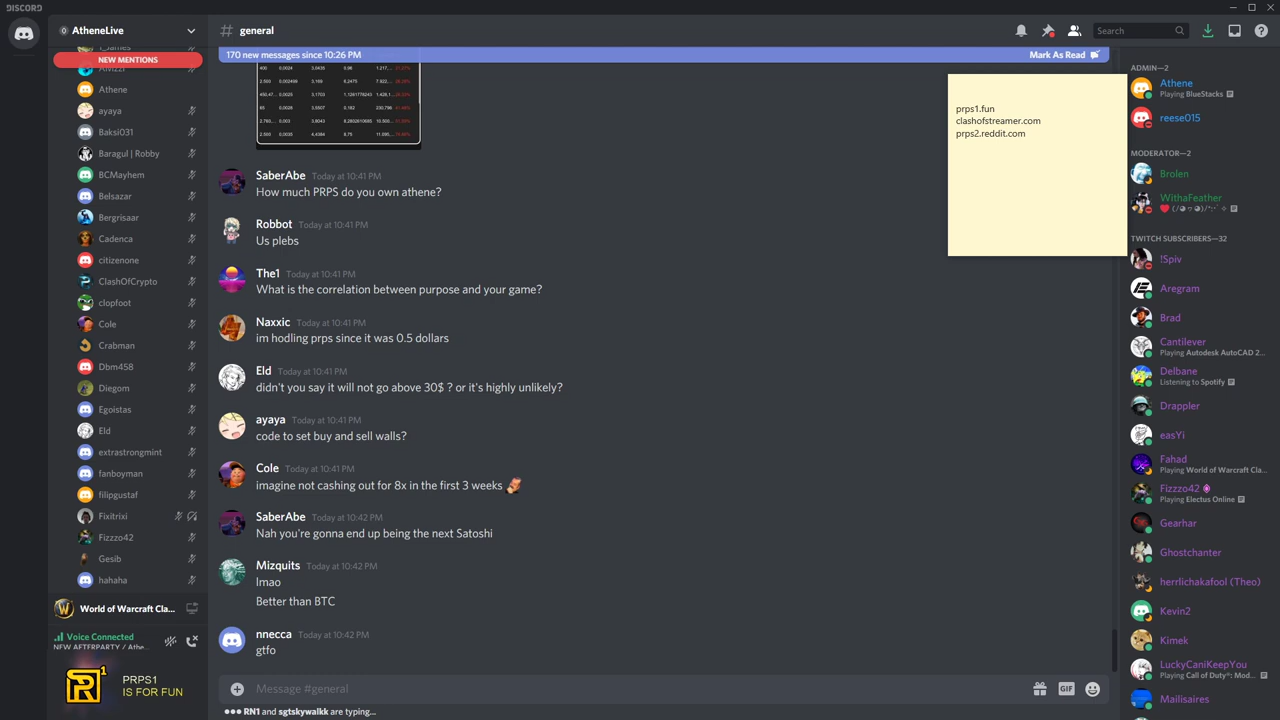 DISCORD
AtheneLive
NEW MENTIONS
Athene
ayaya
Baksi031
Baragul | Robby
BCMayhem
Belsazar
Bergrisaar
Cadenca
citizenone
ClashOfCrypto
clopfoot
Cole
Crabman
Dbm458
Diegom
Egoistas
Eld
extrastrongmint
fanboyman
filipgustaf
Fixitrixi
Fizzzo42
Gesib
hahaha
World of Warcraft Cla...
Voice Connected
NEW AFTERPARTY / Athe...
PRPS1
IS FOR FUN
# general
Search
170 new messages since 10:26 PM
Mark As Read
SaberAbe Today at 10:41 PM
How much PRPS do you own athene?
Robbot Today at 10:41 PM
Us plebs
The1 Today at 10:41 PM
What is the correlation between purpose and your game?
Naxxic Today at 10:41 PM
im hodling prps since it was 0.5 dollars
Eld Today at 10:41 PM
didn't you say it will not go above 30$ ? or it's highly unlikely?
ayaya Today at 10:41 PM
code to set buy and sell walls?
Cole Today at 10:41 PM
imagine not cashing out for 8x in the first 3 weeks
SaberAbe Today at 10:42 PM
Nah you're gonna end up being the next Satoshi
Mizquits Today at 10:42 PM
lmao
Better than BTC
nnecca Today at 10:42 PM
gtfo
Message #general
GIF
RN1 and sgtskywalkk are typing...
prps1.fun
clashofstreamer.com
prps2.reddit.com
ADMIN—2
Athene
Playing BlueStacks
reese015
MODERATOR—2
Brolen
WithaFeather
TWITCH SUBSCRIBERS—32
!Spiv
Aregram
Brad
Cantilever
Playing Autodesk AutoCAD 2...
Delbane
Listening to Spotify
Drappler
easYi
Fahad
Playing World of Warcraft Cla...
Fizzzo42
Playing Electus Online
Gearhar
Ghostchanter
herrlichakafool (Theo)
Kevin2
Kimek
LuckyCaniKeepYou
Playing Call of Duty®: Mod...
Mailisaires